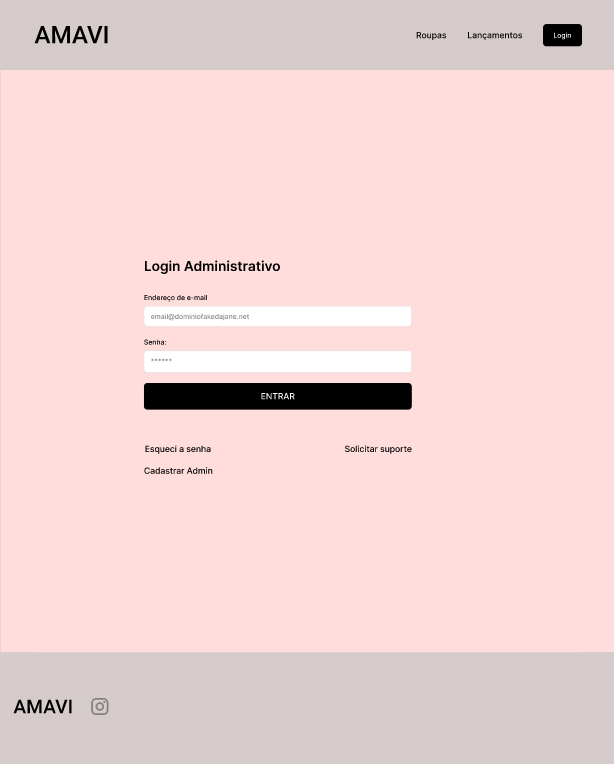 AMAVI
Roupas
Lançamentos
Login
Login Administrativo
Endereço de e-mail
email@dominiofakedajane.net
Senha:
******
ENTRAR
Esqueci a senha
Solicitar suporte
Cadastrar Admin
AMAVI